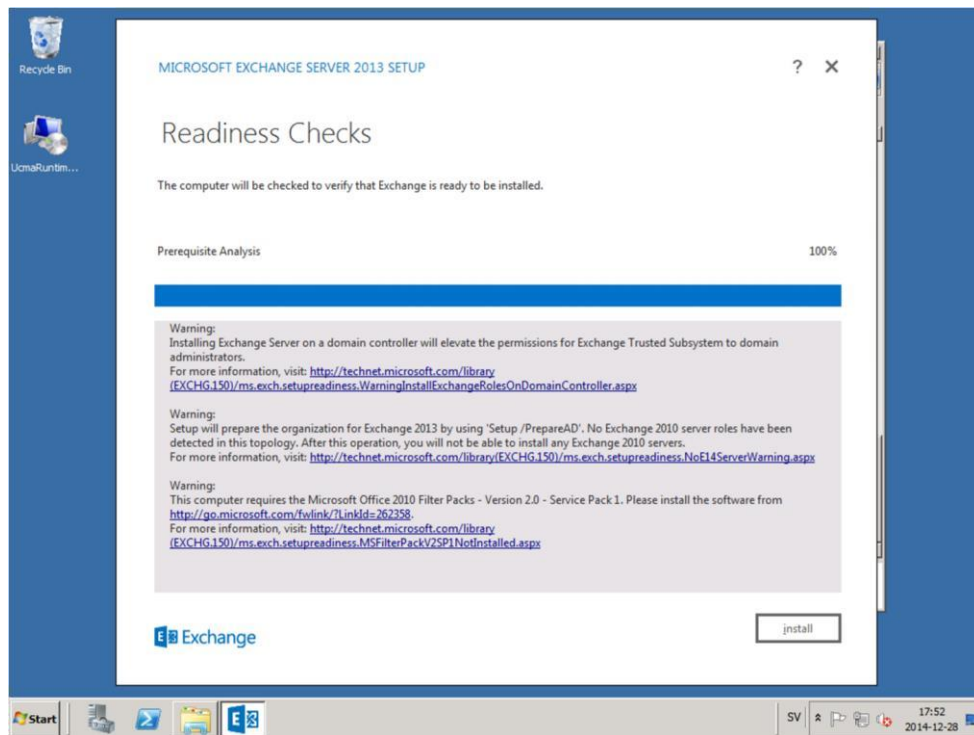 Recycle Bin
UcmaRuntim...
MICROSOFT EXCHANGE SERVER 2013 SETUP
?
Readiness Checks
The computer will be checked to verify that Exchange is ready to be installed.
Prerequisite Analysis 100%
Warning:
Installing Exchange Server on a domain controller will elevate the permissions for Exchange Trusted Subsystem to domain
administrators.
For more information, visit: http://technet.microsoft.com/library
(EXCHG.150)/ms.exch.setupreadiness.WarningInstallExchangeRolesOnDomainController.aspx
Warning:
Setup will prepare the organization for Exchange 2013 by using 'Setup /PrepareAD'. No Exchange 2010 server roles have been
detected in this topology. After this operation, you will not be able to install any Exchange 2010 servers.
For more information, visit: http://technet.microsoft.com/library(EXCHG.150)/ms.exch.setupreadiness.NoE14ServerWarning.aspx
Warning:
This computer requires the Microsoft Office 2010 Filter Packs - Version 2.0 - Service Pack 1. Please install the software from
http://go.microsoft.com/fwlink/?LinkId=262358.
For more information, visit: http://technet.microsoft.com/library
(EXCHG.150)/ms.exch.setupreadiness.MSFilterPackV2SP1NotInstalled.aspx
E Exchange
install
Start
E
SV
17:52
2014-12-28